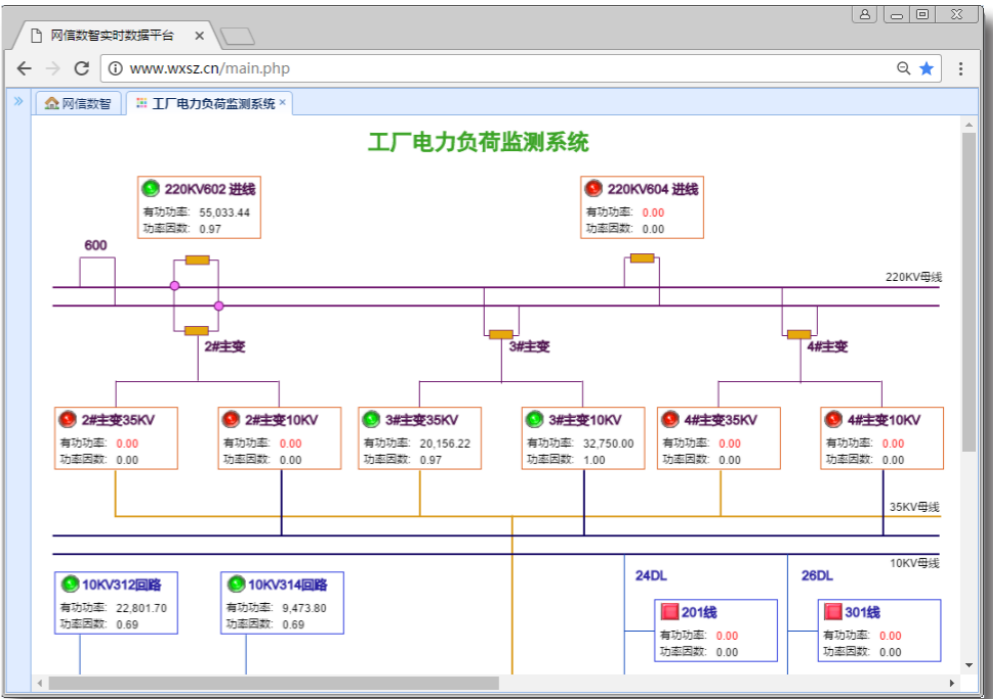 网信数智实时数据平台
www.wxsz.cn/main.php
网信数智
工厂电力负荷监测系统
工厂电力负荷监测系统
220KV602 进线
有功功率: 55,033.44
功率因数: 0.97
220KV604 进线
有功功率: 0.00
功率因数: 0.00
600
220KV母线
2#主变
3#主变
4#主变
2#主变35KV
有功功率: 0.00
功率因数: 0.00
2#主变10KV
有功功率: 0.00
功率因数: 0.00
3#主变35KV
有功功率: 20,156.22
功率因数: 0.97
3#主变10KV
有功功率: 32,750.00
功率因数: 1.00
4#主变35KV
有功功率: 0.00
功率因数: 0.00
4#主变10KV
有功功率: 0.00
功率因数: 0.00
35KV母线
10KV母线
10KV312回路
有功功率: 22,801.70
功率因数: 0.69
10KV314回路
有功功率: 9,473.80
功率因数: 0.69
24DL
201线
有功功率: 0.00
功率因数: 0.00
26DL
301线
有功功率: 0.00
功率因数: 0.00